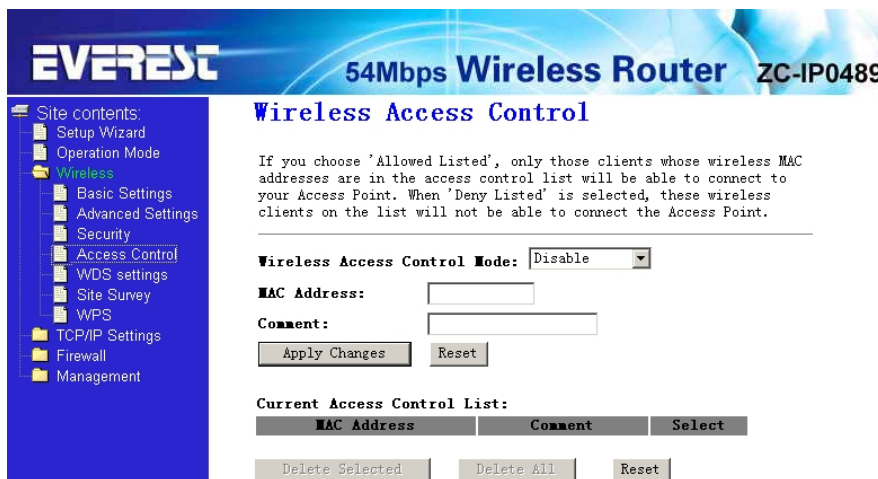 EVEREST
54Mbps Wireless Router ZC-IP0489
Site contents:
Setup Wizard
Operation Mode
Wireless
Basic Settings
Advanced Settings
Security
Access Control
WDS settings
Site Survey
WPS
TCP/IP Settings
Firewall
Management
Wireless Access Control
If you choose 'Allowed Listed', only those clients whose wireless MAC
addresses are in the access control list will be able to connect to
your Access Point. When 'Deny Listed' is selected, these wireless
clients on the list will not be able to connect the Access Point.
Wireless Access Control Mode: Disable
MAC Address:
Comment:
Apply Changes Reset
Current Access Control List:
MAC Address Comment Select
Delete Selected Delete All Reset